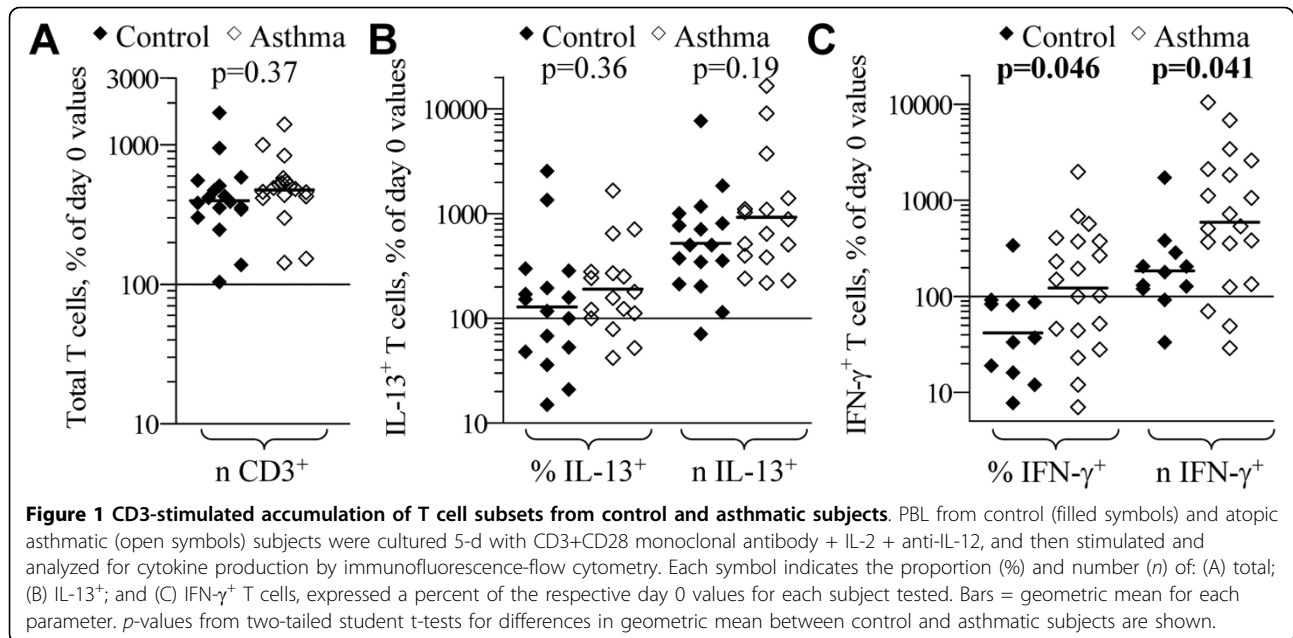 A
◆ Control ◇ Asthma
p=0.37
Total T cells, % of day 0 values
3000
1000
100
10
n CD3⁺
B
◆ Control ◇ Asthma
p=0.36 p=0.19
IL-13⁺ T cells, % of day 0 values
10000
1000
100
10
% IL-13⁺ n IL-13⁺
C
◆ Control ◇ Asthma
p=0.046 p=0.041
IFN-γ⁺ T cells, % of day 0 values
10000
1000
100
10
% IFN-γ⁺ n IFN-γ⁺
Figure 1 CD3-stimulated accumulation of T cell subsets from control and asthmatic subjects. PBL from control (filled symbols) and atopic
asthmatic (open symbols) subjects were cultured 5-d with CD3+CD28 monoclonal antibody + IL-2 + anti-IL-12, and then stimulated and
analyzed for cytokine production by immunofluorescence-flow cytometry. Each symbol indicates the proportion (%) and number (n) of: (A) total;
(B) IL-13⁺; and (C) IFN-γ⁺ T cells, expressed a percent of the respective day 0 values for each subject tested. Bars = geometric mean for each
parameter. p-values from two-tailed student t-tests for differences in geometric mean between control and asthmatic subjects are shown.